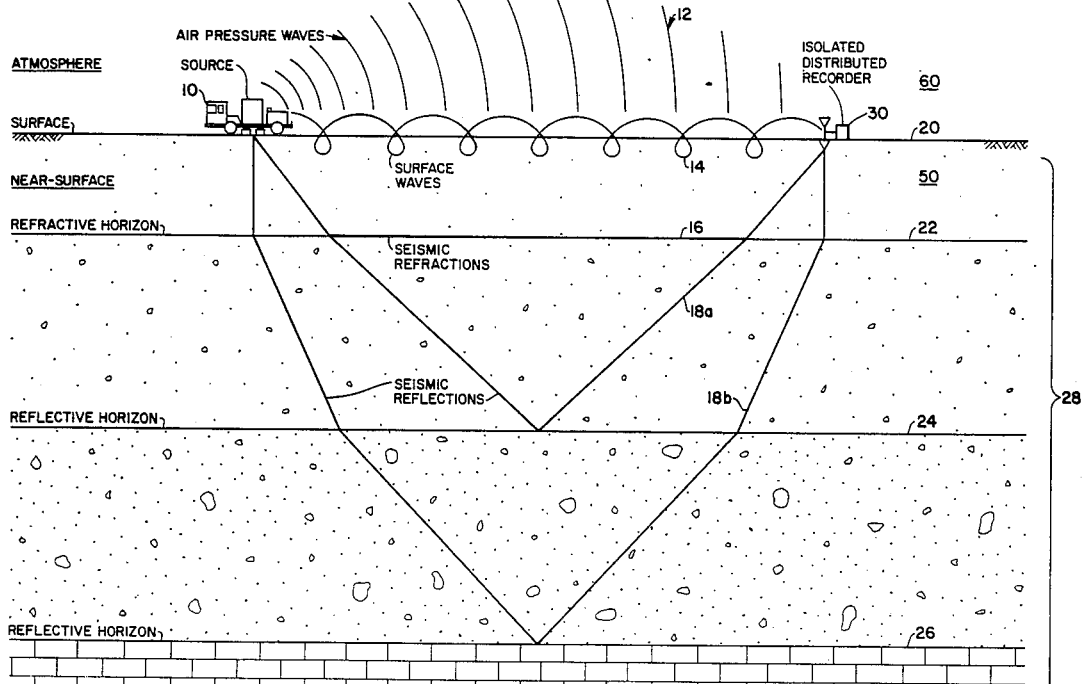 12
AIR PRESSURE WAVES
ATMOSPHERE
SOURCE
10
ISOLATED
DISTRIBUTED
RECORDER
60
30
SURFACE
20
SURFACE
WAVES
14
NEAR-SURFACE
50
REFRACTIVE HORIZON
16
22
SEISMIC
REFRACTIONS
18a
SEISMIC
REFLECTIONS
18b
28
REFLECTIVE HORIZON
24
REFLECTIVE HORIZON
26